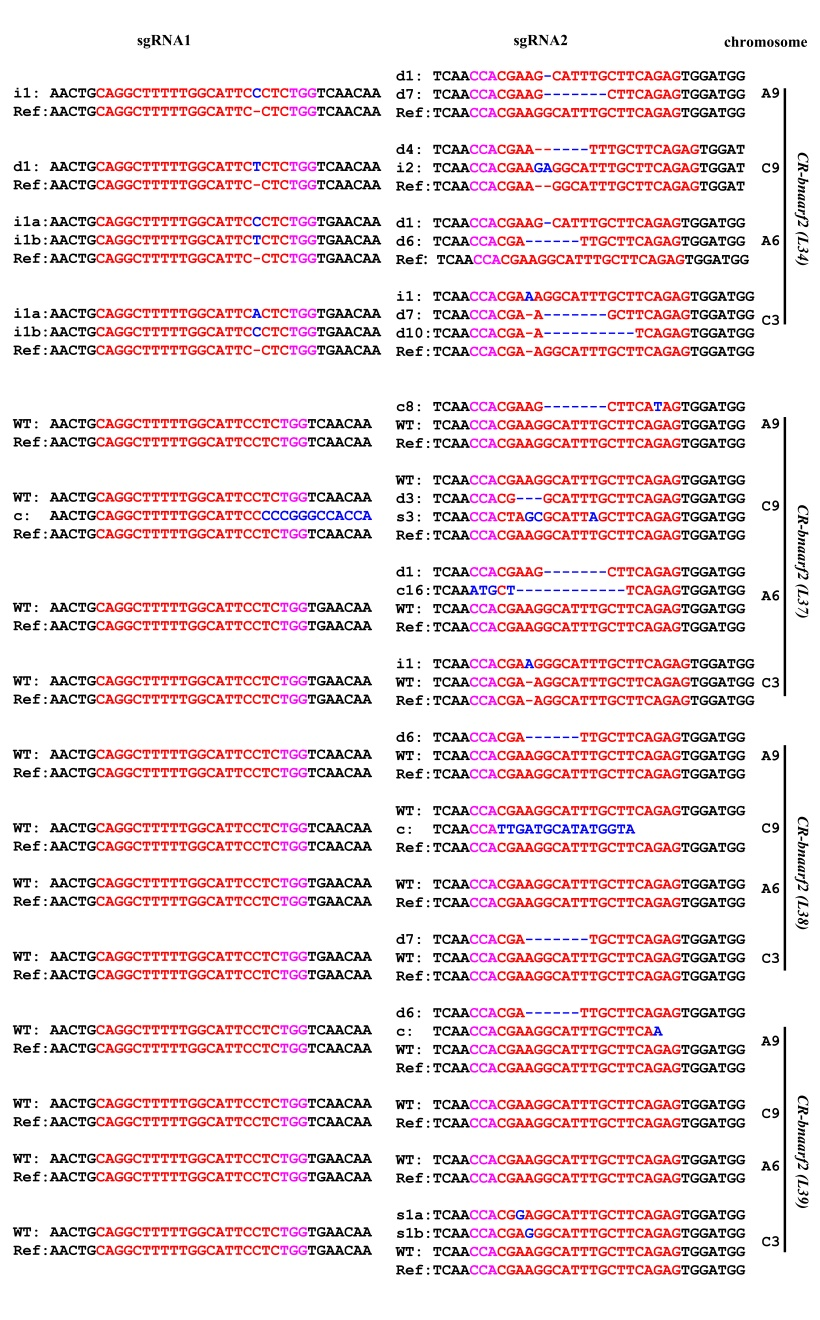 sgRNA1
sgRNA2
chromosome
i1: AACTGCAGGCTTTTTGGCATTCCCTCTGGTCAACAA
Ref:AACTGCAGGCTTTTTGGCATTC-CTCTGGTCAACAA
d1: TCAACCACGAAG-CATTTGCTTCAGAGTGGATGG
d7: TCAACCACGAAG-------CTTCAGAGTGGATGG
Ref:TCAACCACGAAGGCATTTGCTTCAGAGTGGATGG
A9
d1: AACTGCAGGCTTTTTGGCATTCTCTCTGGTCAACAA
Ref:AACTGCAGGCTTTTTGGCATTC-CTCTGGTCAACAA
d4: TCAACCACGAA------TTTGCTTCAGAGTGGAT
i2: TCAACCACGAAGAGGCATTTGCTTCAGAGTGGAT
Ref:TCAACCACGAA--GGCATTTGCTTCAGAGTGGAT
C9
i1a:AACTGCAGGCTTTTTGGCATTCCCTCTGGTGAACAA
i1b:AACTGCAGGCTTTTTGGCATTCTCTCTGGTGAACAA
Ref:AACTGCAGGCTTTTTGGCATTC-CTCTGGTGAACAA
d1: TCAACCACGAAG-CATTTGCTTCAGAGTGGATGG
d6: TCAACCACGA------TTGCTTCAGAGTGGATGG
Ref: TCAACCACGAAGGCATTTGCTTCAGAGTGGATGG
A6
i1a:AACTGCAGGCTTTTTGGCATTCACTCTGGTGAACAA
i1b:AACTGCAGGCTTTTTGGCATTCCCTCTGGTGAACAA
Ref:AACTGCAGGCTTTTTGGCATTC-CTCTGGTGAACAA
i1: TCAACCACGAAAGGCATTTGCTTCAGAGTGGATGG
d7: TCAACCACGA-A-------GCTTCAGAGTGGATGG
d10:TCAACCACGA-A----------TCAGAGTGGATGG
Ref:TCAACCACGA-AGGCATTTGCTTCAGAGTGGATGG
C3
CR-bnaarf2 (L34)
WT: AACTGCAGGCTTTTTGGCATTCCTCTGGTCAACAA
Ref:AACTGCAGGCTTTTTGGCATTCCTCTGGTCAACAA
c8: TCAACCACGAAG-------CTTCATAGTGGATGG
WT: TCAACCACGAAGGCATTTGCTTCAGAGTGGATGG
Ref:TCAACCACGAAGGCATTTGCTTCAGAGTGGATGG
A9
WT: AACTGCAGGCTTTTTGGCATTCCTCTGGTCAACAA
c: AACTGCAGGCTTTTTGGCATTCCCCCGGGCCACCA
Ref:AACTGCAGGCTTTTTGGCATTCCTCTGGTCAACAA
WT: TCAACCACGAAGGCATTTGCTTCAGAGTGGATGG
d3: TCAACCACG---GCATTTGCTTCAGAGTGGATGG
s3: TCAACCACTAGCGCATTAGCTTCAGAGTGGATGG
Ref:TCAACCACGAAGGCATTTGCTTCAGAGTGGATGG
C9
WT: AACTGCAGGCTTTTTGGCATTCCTCTGGTGAACAA
Ref:AACTGCAGGCTTTTTGGCATTCCTCTGGTGAACAA
d1: TCAACCACGAAG-------CTTCAGAGTGGATGG
c16:TCAAATGCT------------TCAGAGTGGATGG
WT: TCAACCACGAAGGCATTTGCTTCAGAGTGGATGG
Ref:TCAACCACGAAGGCATTTGCTTCAGAGTGGATGG
A6
WT: AACTGCAGGCTTTTTGGCATTCCTCTGGTGAACAA
Ref:AACTGCAGGCTTTTTGGCATTCCTCTGGTGAACAA
i1: TCAACCACGAAGGGCATTTGCTTCAGAGTGGATGG
WT: TCAACCACGA-AGGCATTTGCTTCAGAGTGGATGG
Ref:TCAACCACGA-AGGCATTTGCTTCAGAGTGGATGG
C3
CR-bnaarf2 (L37)
WT: AACTGCAGGCTTTTTGGCATTCCTCTGGTCAACAA
Ref:AACTGCAGGCTTTTTGGCATTCCTCTGGTCAACAA
d6: TCAACCACGA------TTGCTTCAGAGTGGATGG
WT: TCAACCACGAAGGCATTTGCTTCAGAGTGGATGG
Ref:TCAACCACGAAGGCATTTGCTTCAGAGTGGATGG
A9
WT: AACTGCAGGCTTTTTGGCATTCCTCTGGTCAACAA
Ref:AACTGCAGGCTTTTTGGCATTCCTCTGGTCAACAA
WT: TCAACCACGAAGGCATTTGCTTCAGAGTGGATGG
c: TCAACCATTGATGCATATGGTA
Ref:TCAACCACGAAGGCATTTGCTTCAGAGTGGATGG
C9
WT: AACTGCAGGCTTTTTGGCATTCCTCTGGTGAACAA
Ref:AACTGCAGGCTTTTTGGCATTCCTCTGGTGAACAA
WT: TCAACCACGAAGGCATTTGCTTCAGAGTGGATGG
Ref:TCAACCACGAAGGCATTTGCTTCAGAGTGGATGG
A6
WT: AACTGCAGGCTTTTTGGCATTCCTCTGGTGAACAA
Ref:AACTGCAGGCTTTTTGGCATTCCTCTGGTGAACAA
d7: TCAACCACGA-------TGCTTCAGAGTGGATGG
WT: TCAACCACGAAGGCATTTGCTTCAGAGTGGATGG
Ref:TCAACCACGAAGGCATTTGCTTCAGAGTGGATGG
C3
CR-bnaarf2 (L38)
WT: AACTGCAGGCTTTTTGGCATTCCTCTGGTCAACAA
Ref:AACTGCAGGCTTTTTGGCATTCCTCTGGTCAACAA
d6: TCAACCACGA------TTGCTTCAGAGTGGATGG
c: TCAACCACGAAGGCATTTGCTTCAA
WT: TCAACCACGAAGGCATTTGCTTCAGAGTGGATGG
Ref:TCAACCACGAAGGCATTTGCTTCAGAGTGGATGG
A9
WT: AACTGCAGGCTTTTTGGCATTCCTCTGGTCAACAA
Ref:AACTGCAGGCTTTTTGGCATTCCTCTGGTCAACAA
WT: TCAACCACGAAGGCATTTGCTTCAGAGTGGATGG
Ref:TCAACCACGAAGGCATTTGCTTCAGAGTGGATGG
C9
WT: AACTGCAGGCTTTTTGGCATTCCTCTGGTGAACAA
Ref:AACTGCAGGCTTTTTGGCATTCCTCTGGTGAACAA
WT: TCAACCACGAAGGCATTTGCTTCAGAGTGGATGG
Ref:TCAACCACGAAGGCATTTGCTTCAGAGTGGATGG
A6
WT: AACTGCAGGCTTTTTGGCATTCCTCTGGTGAACAA
Ref:AACTGCAGGCTTTTTGGCATTCCTCTGGTGAACAA
s1a:TCAACCACGGAGGCATTTGCTTCAGAGTGGATGG
s1b:TCAACCACGAGGGCATTTGCTTCAGAGTGGATGG
WT: TCAACCACGAAGGCATTTGCTTCAGAGTGGATGG
Ref:TCAACCACGAAGGCATTTGCTTCAGAGTGGATGG
C3
CR-bnaarf2 (L39)